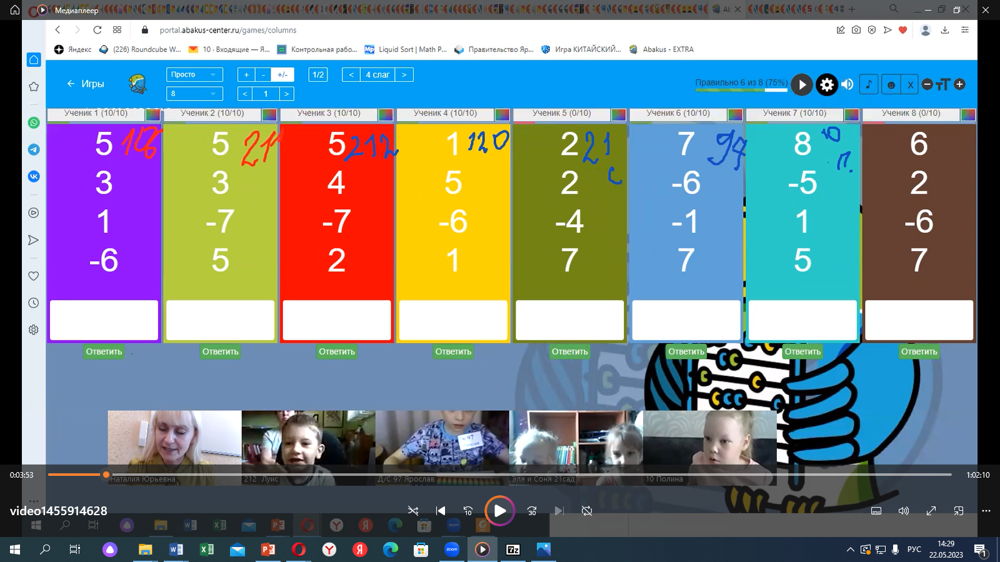 Медиаплеер
portal.abakus-center.ru/games/columns
Яндекс
(226) Roundcube W...
10 · Входящие — Я...
Контрольная рабо...
Liquid Sort | Math P...
Правительство Яр...
Игра КИТАЙСКИЙ...
Abakus - EXTRA
Игры
Просто
+ - +/-
1/2
< 4 слаг >
8
< 1 >
Правильно 6 из 8 (75%)
X
Ученик 1 (10/10)
Ученик 2 (10/10)
Ученик 3 (10/10)
Ученик 4 (10/10)
Ученик 5 (0/10)
Ученик 6 (10/10)
Ученик 7 (10/10)
Ученик 8 (0/10)
5 5 5 212 1 120 2 21 7 97 8 6
3 3 4 5 2 с -6 -5 2
1 -7 -7 -6 -4 -1 1 -6
-6 5 2 1 7 7 5 7
Ответить Ответить Ответить Ответить Ответить Ответить Ответить Ответить
97
Наталия Юрьевна
212 Луис
Д/С 97 Ярослав
Эля и Соня 21сад
10 Полина
0:03:53
1:02:10
video1455914628
10
30
zoom
7z
РУС
14:29
22.05.2023
1